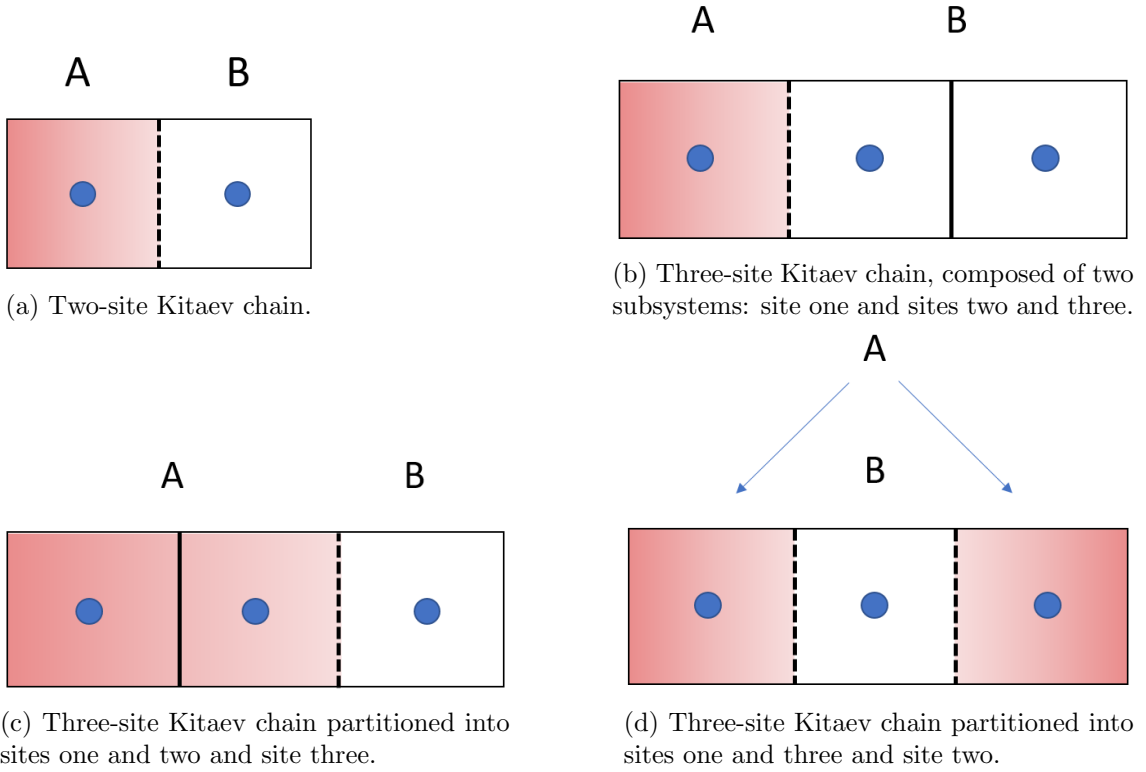 A B
A B
(a) Two-site Kitaev chain.
(b) Three-site Kitaev chain, composed of two
subsystems: site one and sites two and three.
A B
A
B
(c) Three-site Kitaev chain partitioned into
sites one and two and site three.
(d) Three-site Kitaev chain partitioned into
sites one and three and site two.